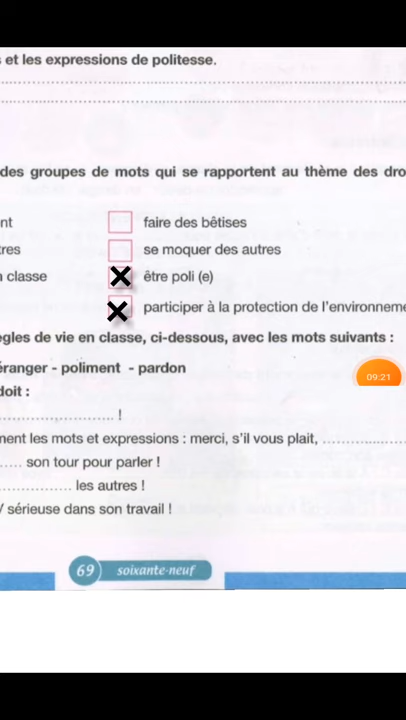 s et les expressions de politesse.
des groupes de mots qui se rapportent au thème des dro
nt faire des bêtises
tres se moquer des autres
n classe être poli (e)
participer à la protection de l'environneme
ègles de vie en classe, ci-dessous, avec les mots suivants :
éranger - poliment - pardon
doit :
09:21
.................................... !
ment les mots et expressions : merci, s'il vous plait, ....................
...... son tour pour parler !
..................... les autres !
/ sérieuse dans son travail !
69 soixante-neuf